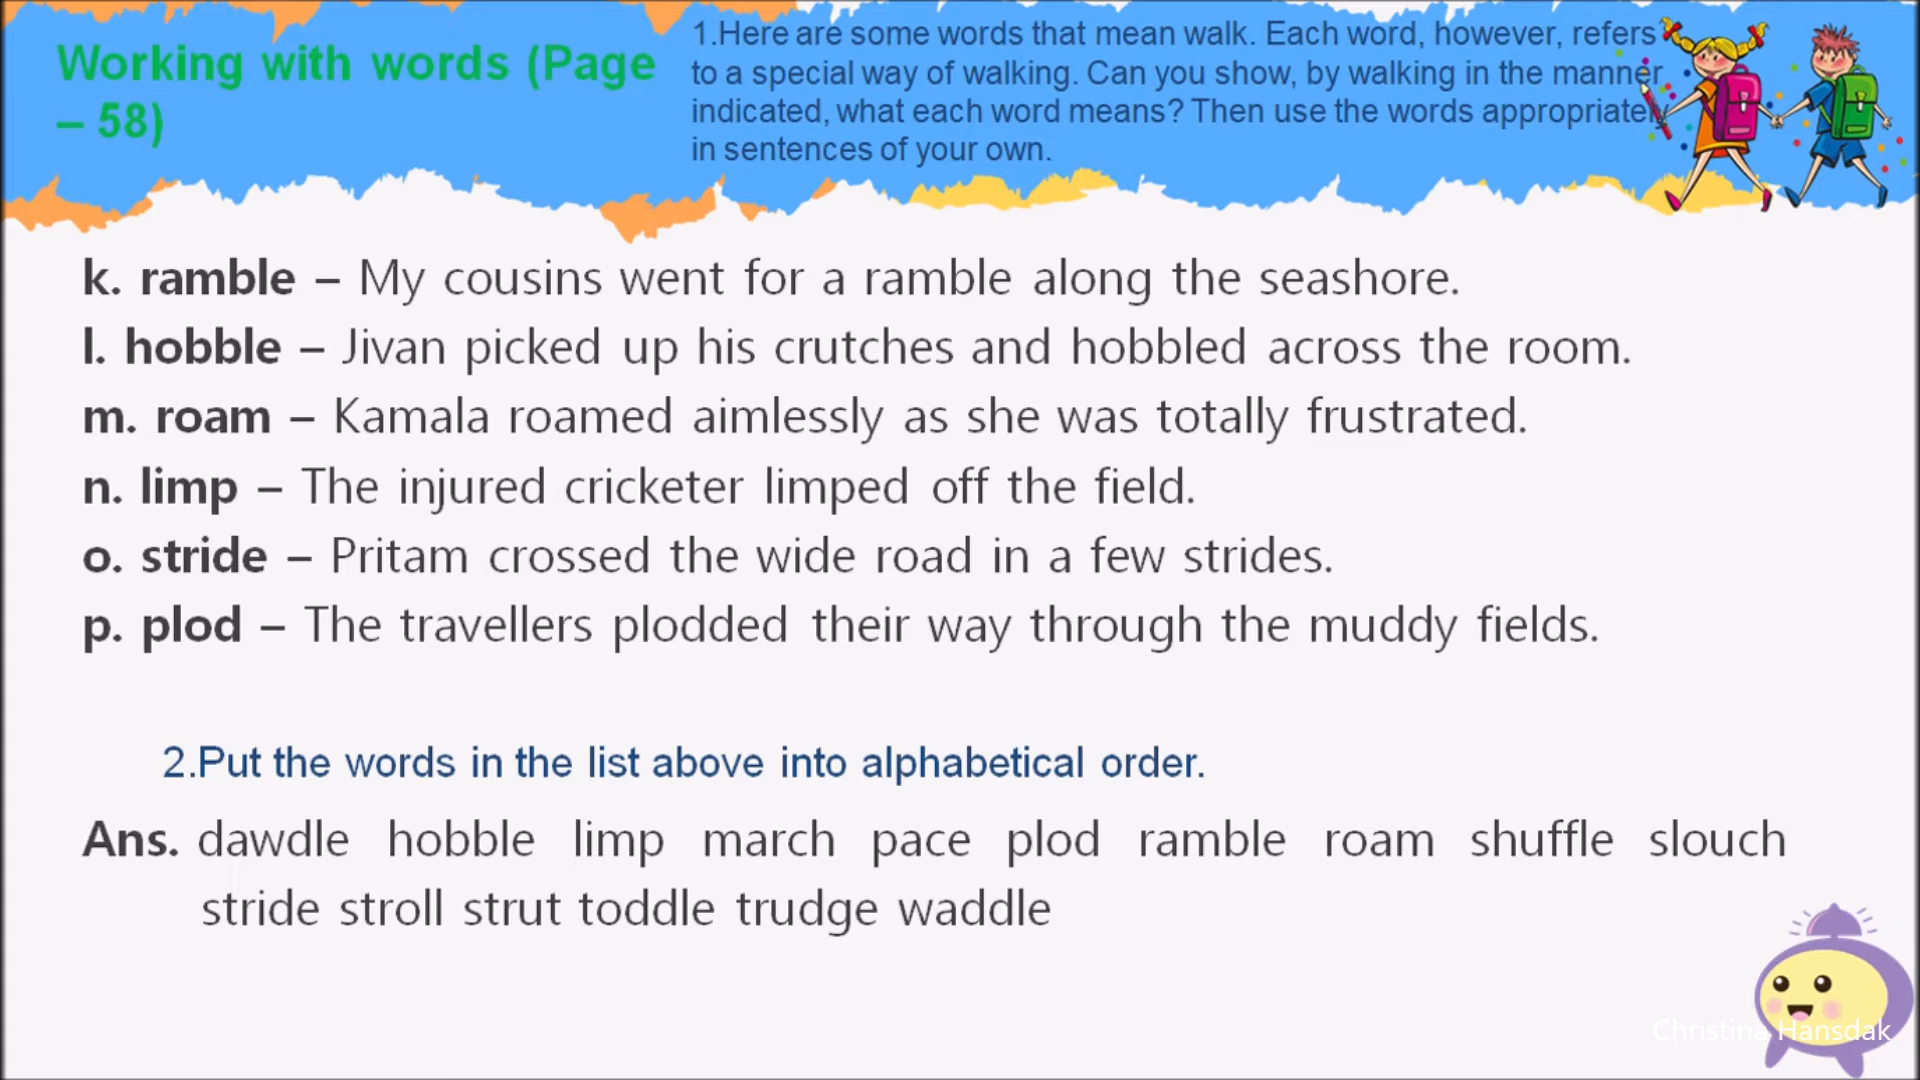 Working with words (Page
– 58)
1.Here are some words that mean walk. Each word, however, refers
to a special way of walking. Can you show, by walking in the manner
indicated, what each word means? Then use the words appropriately
in sentences of your own.
k. ramble – My cousins went for a ramble along the seashore.
l. hobble – Jivan picked up his crutches and hobbled across the room.
m. roam – Kamala roamed aimlessly as she was totally frustrated.
n. limp – The injured cricketer limped off the field.
o. stride – Pritam crossed the wide road in a few strides.
p. plod – The travellers plodded their way through the muddy fields.
2.Put the words in the list above into alphabetical order.
Ans. dawdle hobble limp march pace plod ramble roam shuffle slouch
stride stroll strut toddle trudge waddle
Christina Hansdak